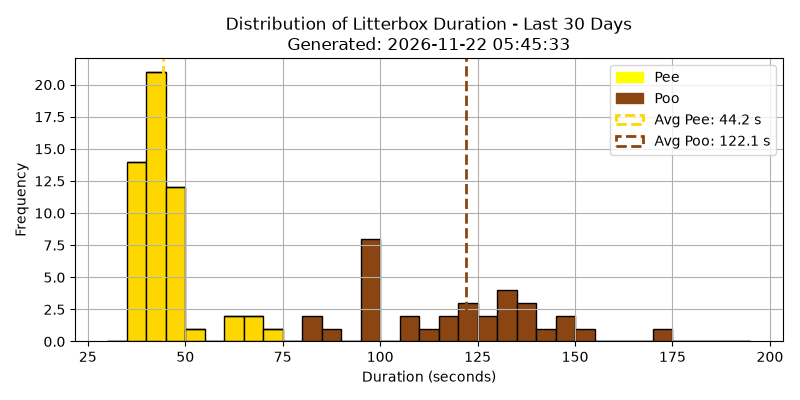 Distribution of Litterbox Duration - Last 30 Days
Generated: 2026-11-22 05:45:33
Pee
Poo
Avg Pee: 44.2 s
Avg Poo: 122.1 s
Frequency
20.0
17.5
15.0
12.5
10.0
7.5
5.0
2.5
0.0
25 50 75 100 125 150 175 200
Duration (seconds)